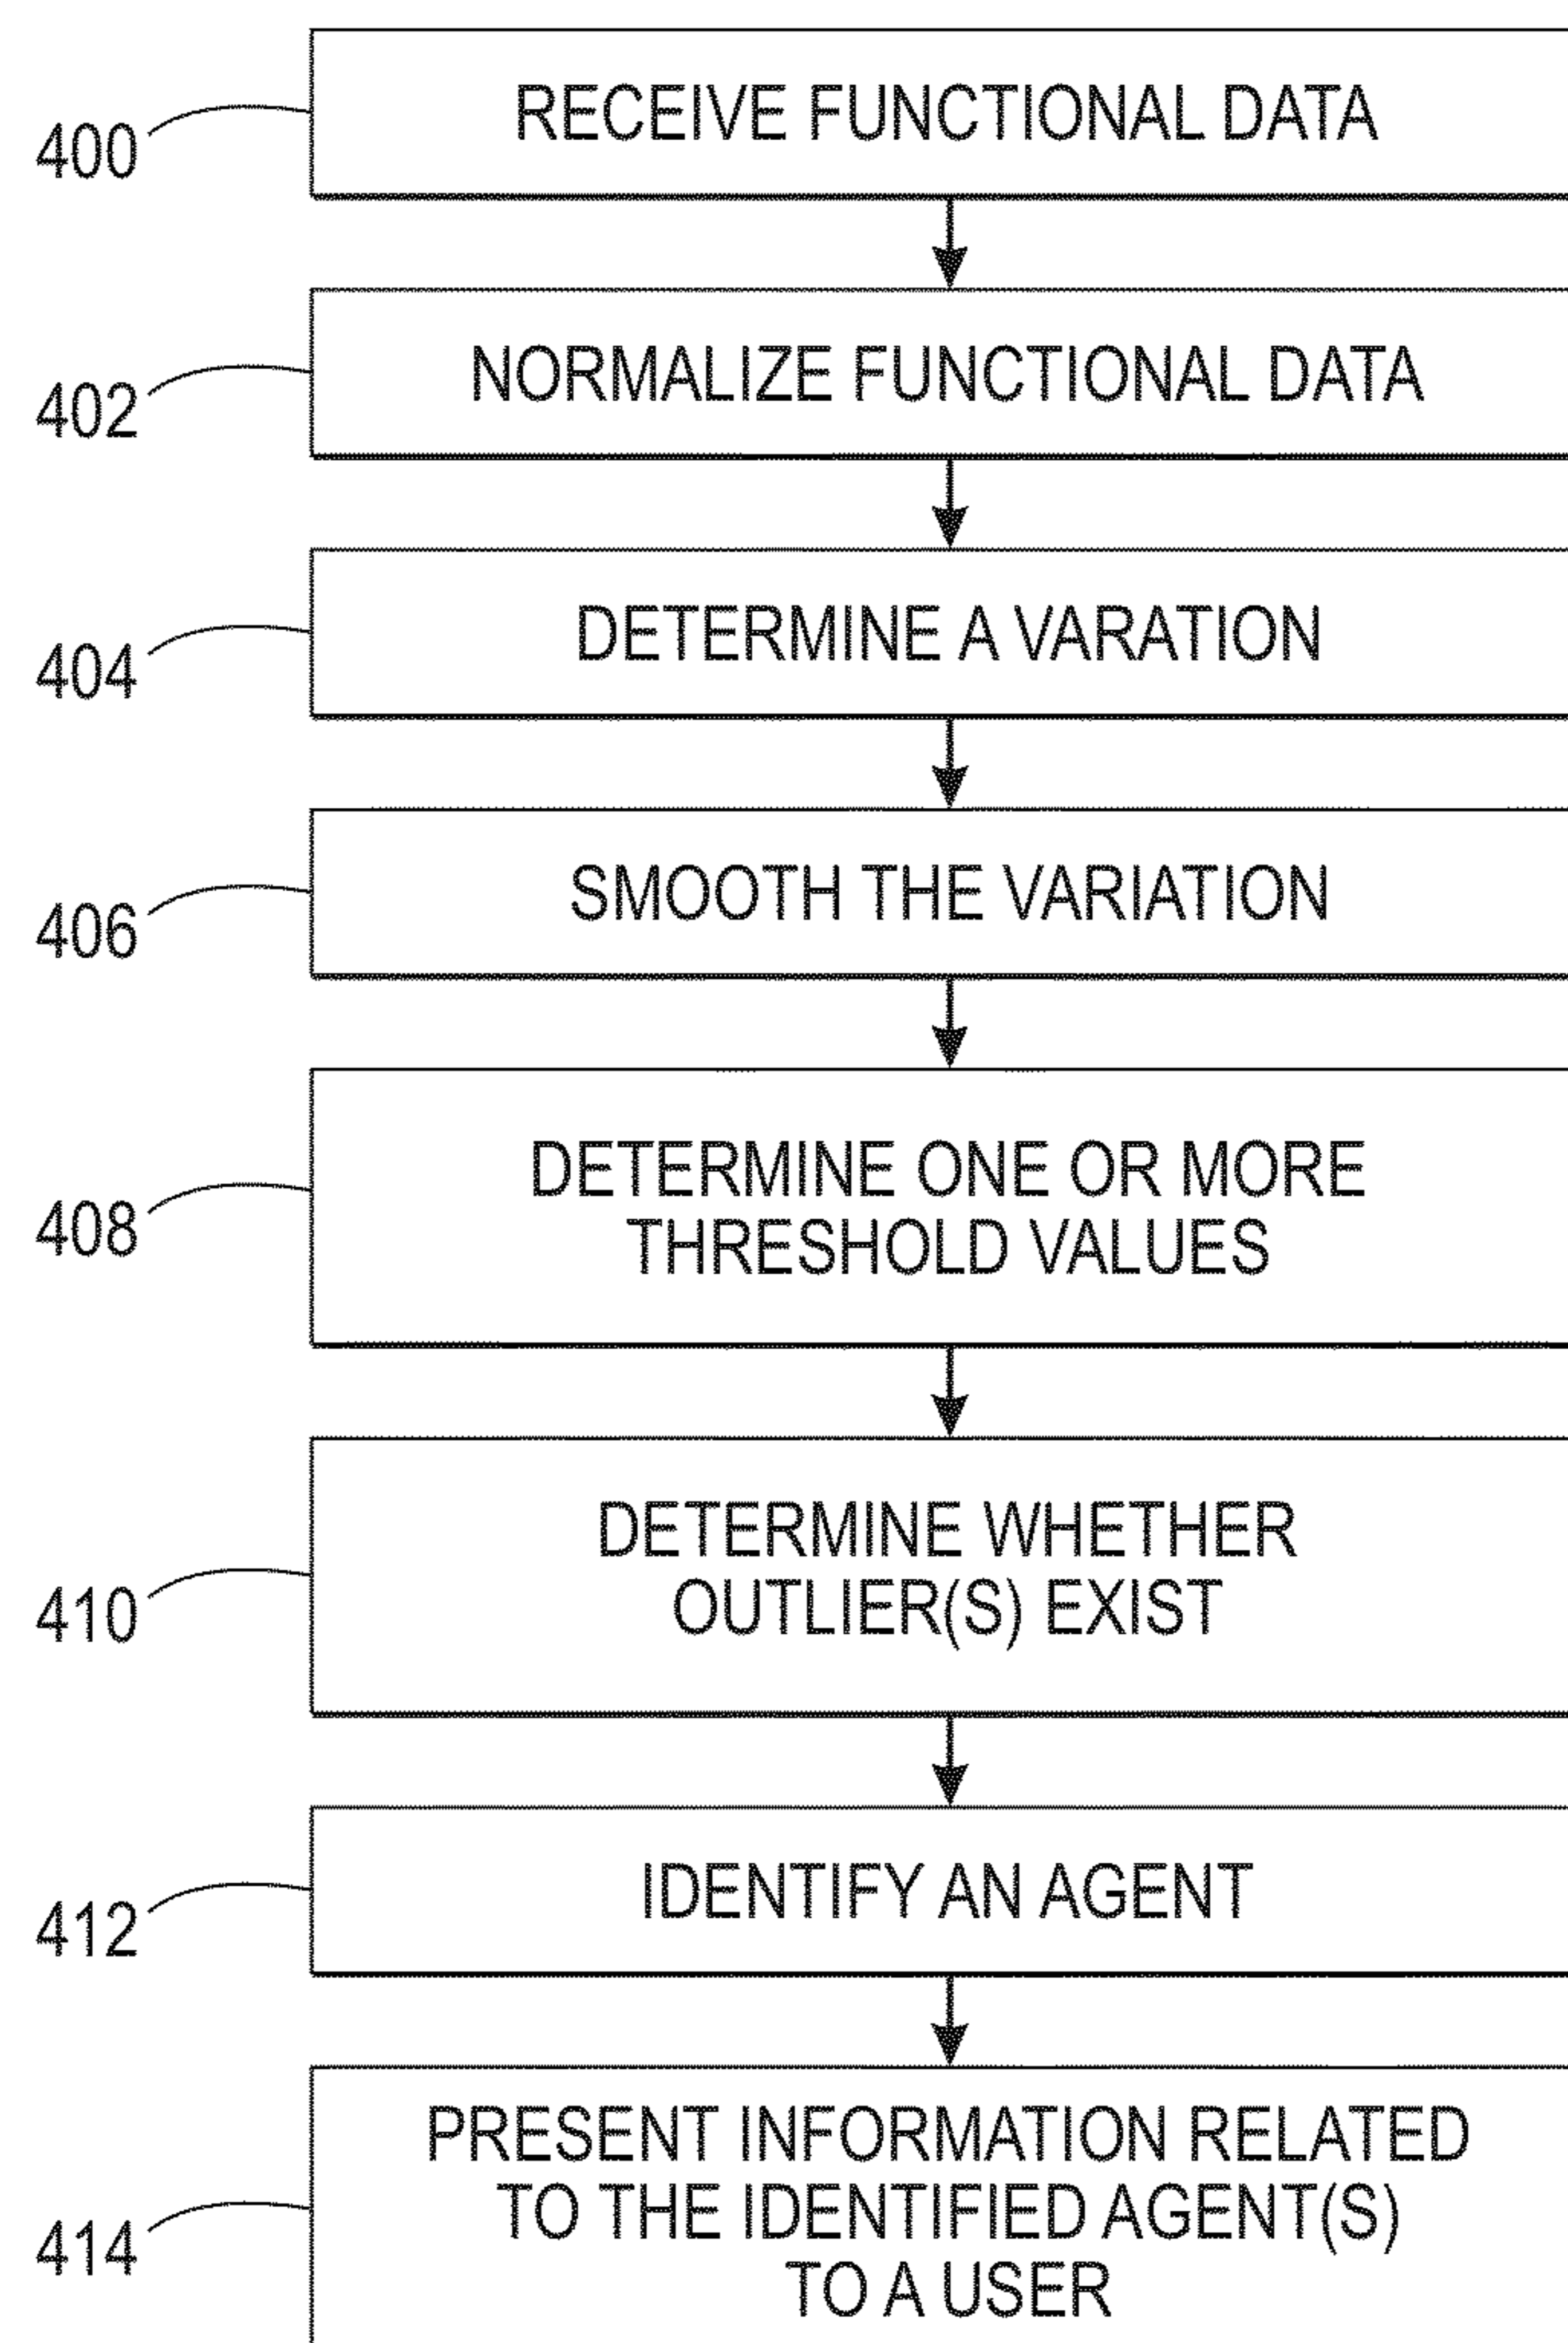 400
RECEIVE FUNCTIONAL DATA
402
NORMALIZE FUNCTIONAL DATA
404
DETERMINE A VARATION
406
SMOOTH THE VARIATION
408
DETERMINE ONE OR MORE
THRESHOLD VALUES
410
DETERMINE WHETHER
OUTLIER(S) EXIST
412
IDENTIFY AN AGENT
414
PRESENT INFORMATION RELATED
TO THE IDENTIFIED AGENT(S)
TO A USER